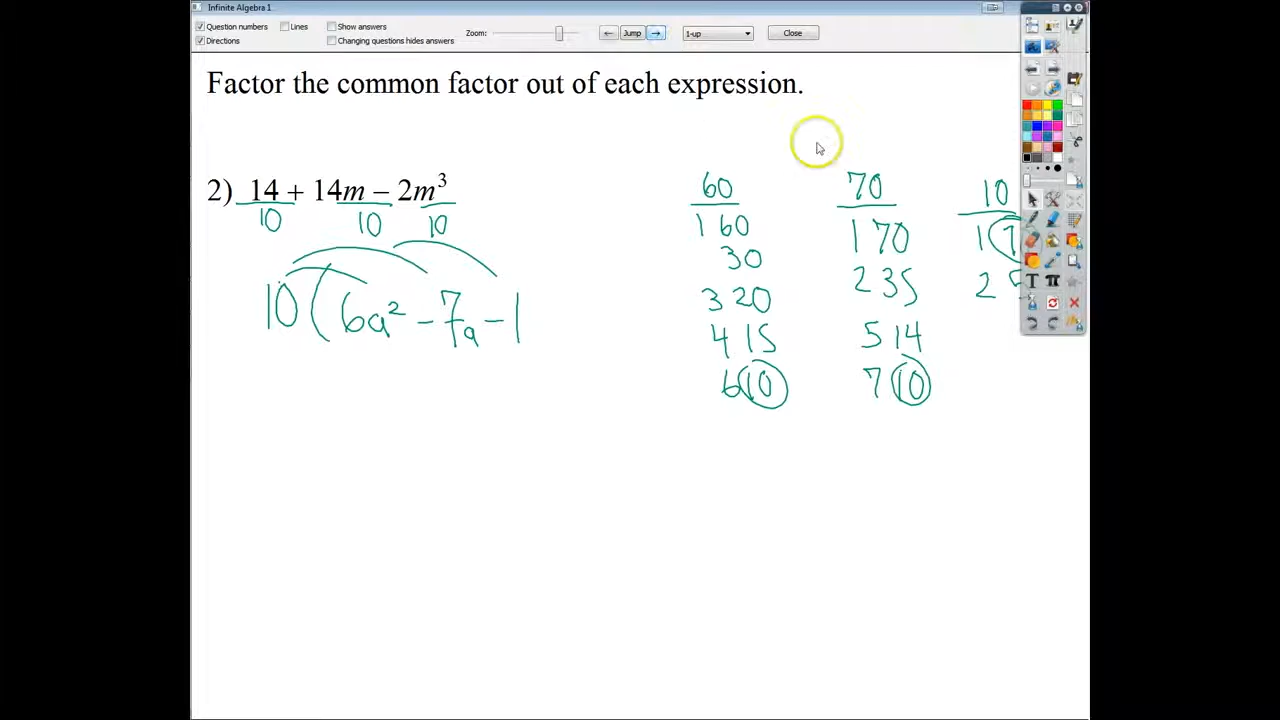 Infinite Algebra 1
Question numbers Lines Show answers Zoom: Jump 1-up Close
Directions Changing questions hides answers
Factor the common factor out of each expression.
2) 14 + 14m − 2m³
10 10 10
10 ( 6a² − 7a − 1
60
1 60
30
3 20
4 15
6 10
70
1 70
2 35
5 14
7 10
10
1
2 5